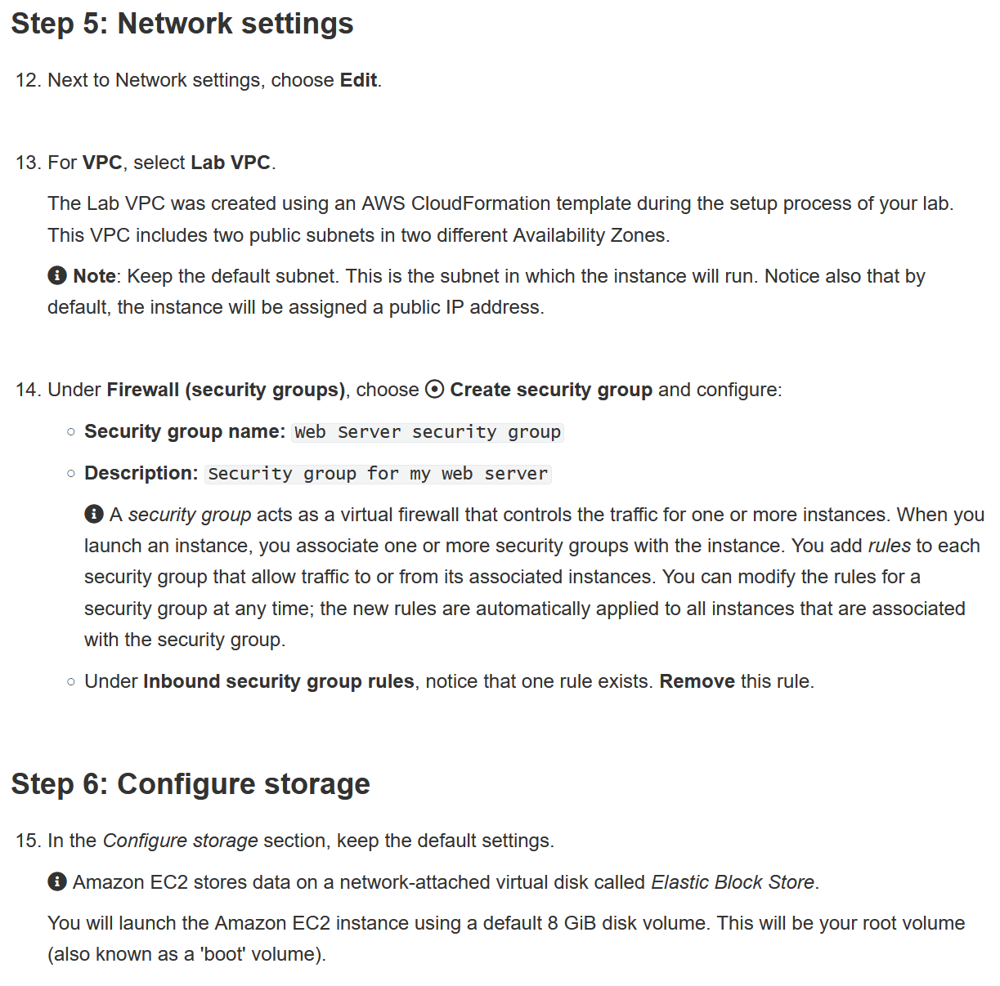 Step 5: Network settings
12. Next to Network settings, choose Edit.
13. For VPC, select Lab VPC.
The Lab VPC was created using an AWS CloudFormation template during the setup process of your lab.
This VPC includes two public subnets in two different Availability Zones.
Note: Keep the default subnet. This is the subnet in which the instance will run. Notice also that by
default, the instance will be assigned a public IP address.
14. Under Firewall (security groups), choose Create security group and configure:
Security group name: Web Server security group
Description: Security group for my web server
A security group acts as a virtual firewall that controls the traffic for one or more instances. When you
launch an instance, you associate one or more security groups with the instance. You add rules to each
security group that allow traffic to or from its associated instances. You can modify the rules for a
security group at any time; the new rules are automatically applied to all instances that are associated
with the security group.
Under Inbound security group rules, notice that one rule exists. Remove this rule.
Step 6: Configure storage
15. In the Configure storage section, keep the default settings.
Amazon EC2 stores data on a network-attached virtual disk called Elastic Block Store.
You will launch the Amazon EC2 instance using a default 8 GiB disk volume. This will be your root volume
(also known as a 'boot' volume).